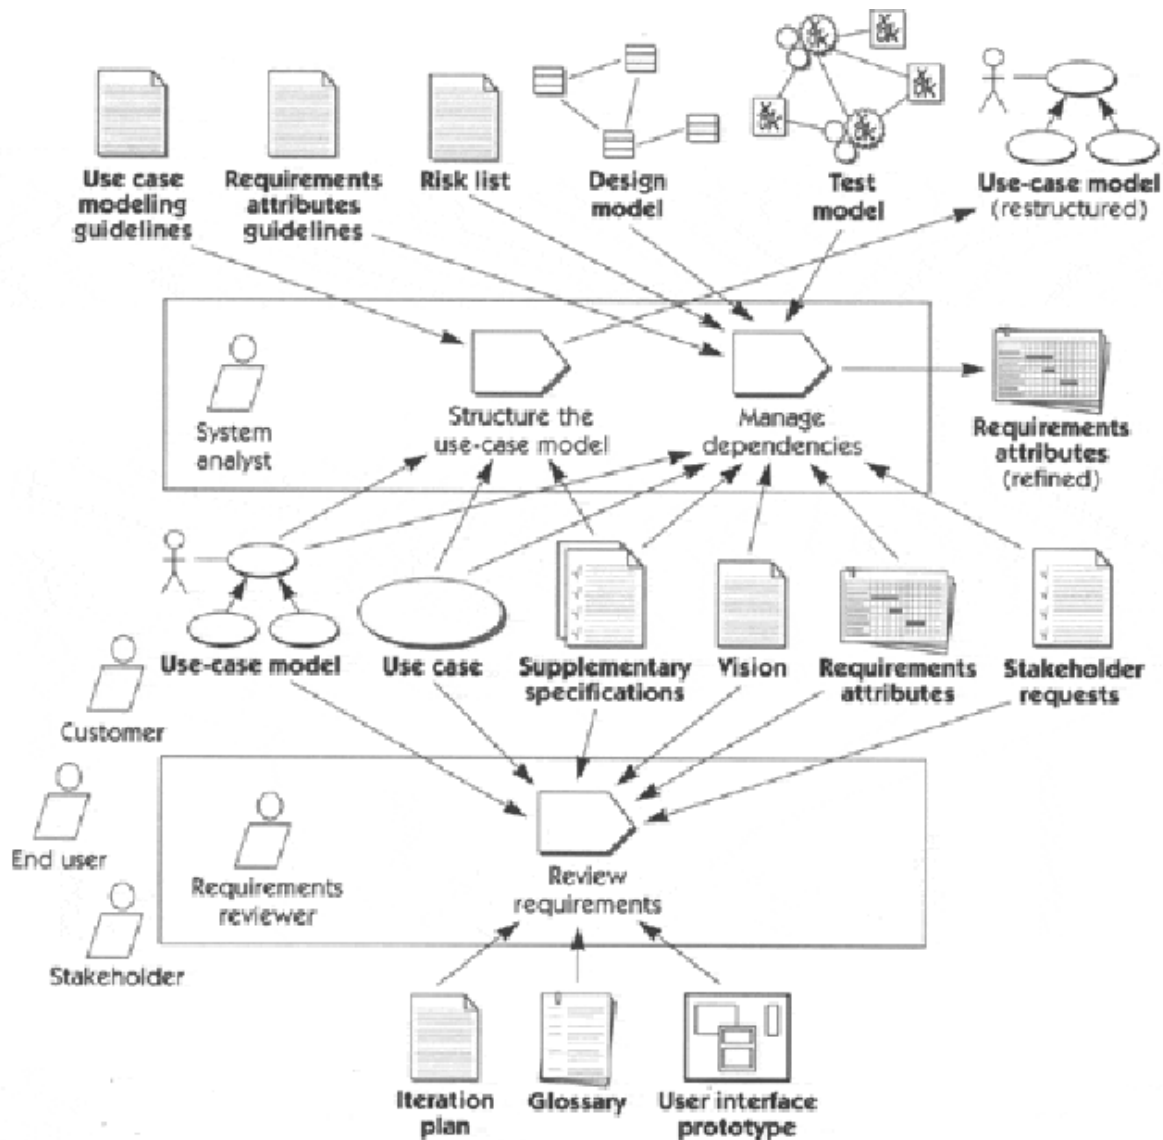 Use case
modeling
guidelines
Requirements
attributes
guidelines
Risk list
Design
model
Test
model
Use-case model
(restructured)
System
analyst
Structure the
use-case model
Manage
dependencies
Requirements
attributes
(refined)
Use-case model
Use case
Supplementary
specifications
Vision
Requirements
attributes
Stakeholder
requests
Customer
End user
Stakeholder
Requirements
reviewer
Review
requirements
Iteration
plan
Glossary
User interface
prototype